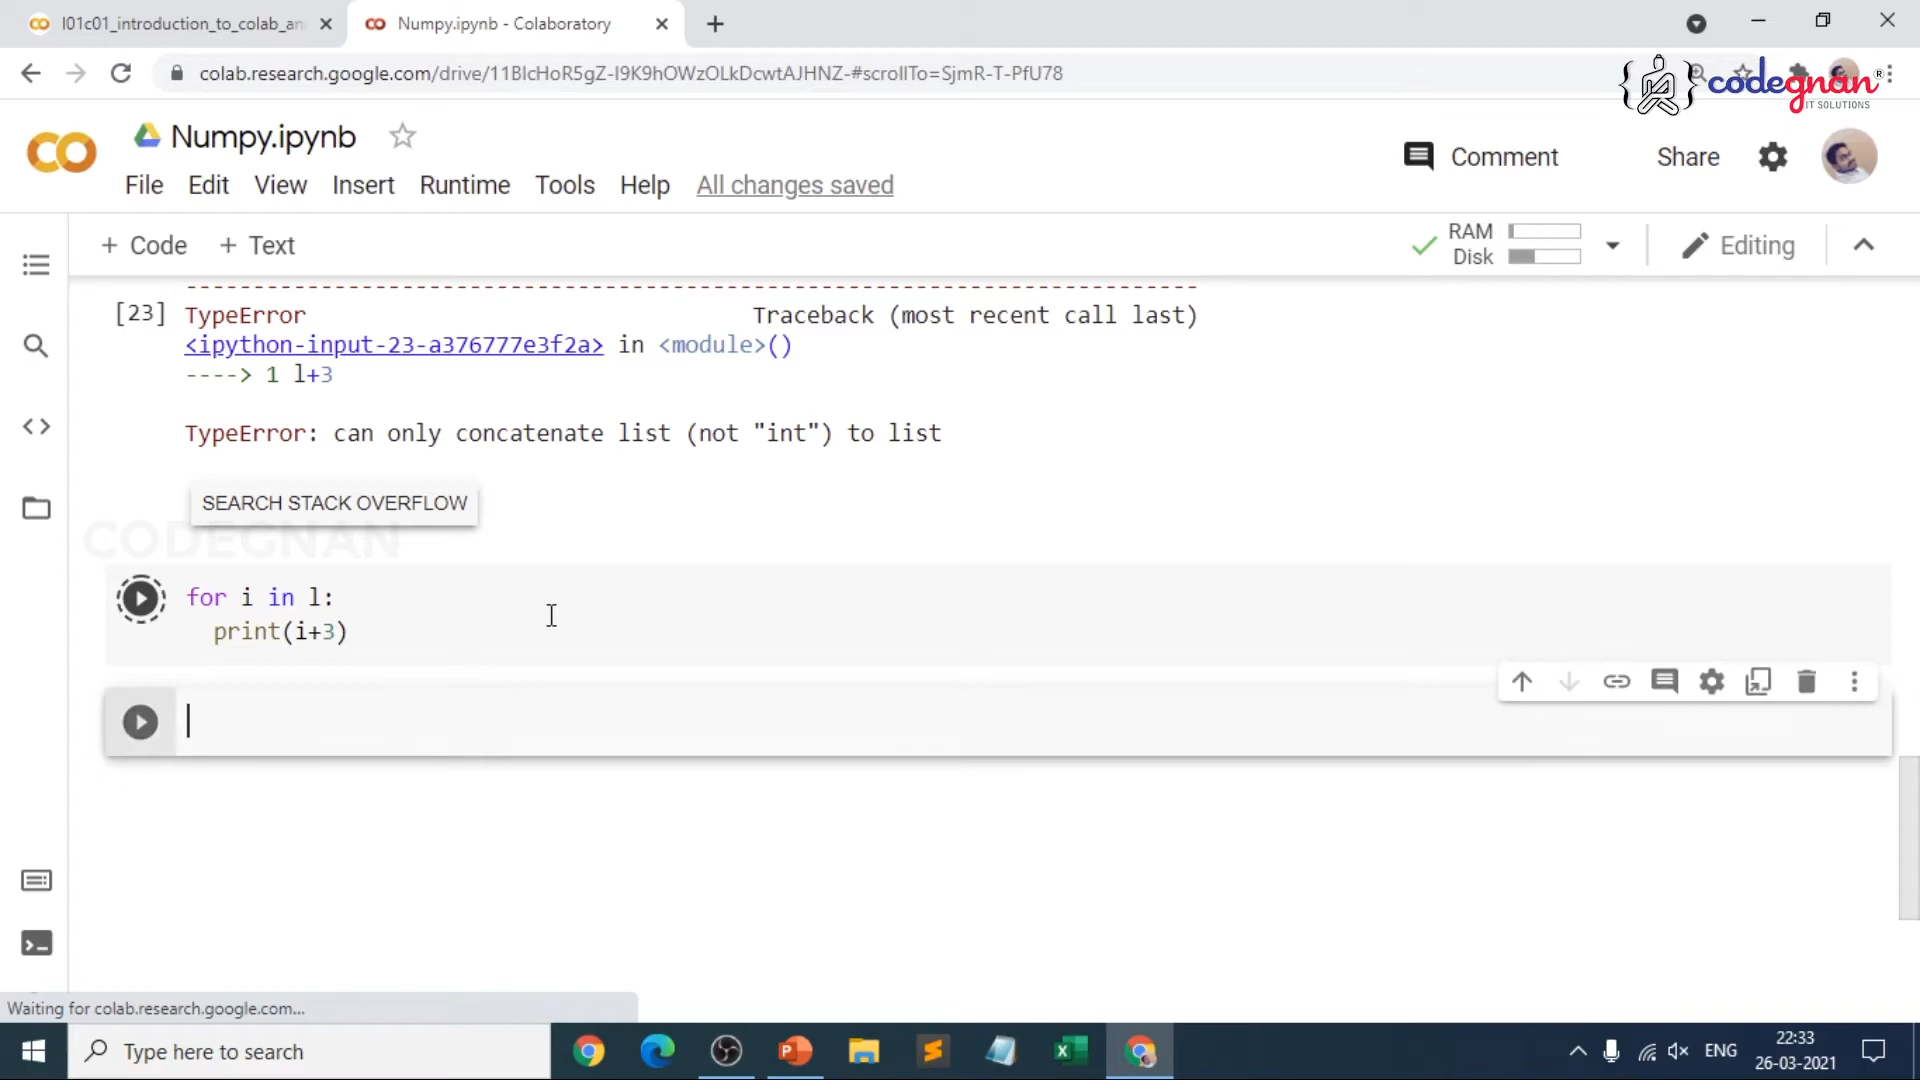 l01c01_introduction_to_colab_an
Numpy.ipynb - Colaboratory
colab.research.google.com/drive/11BlcHoR5gZ-I9K9hOWzOLkDcwtAJHNZ-#scrollTo=SjmR-T-PfU78
codegnan®
IT SOLUTIONS
Numpy.ipynb
Comment
Share
File Edit View Insert Runtime Tools Help All changes saved
+ Code + Text
RAM
Disk
Editing
[23] TypeError Traceback (most recent call last)
<ipython-input-23-a376777e3f2a> in <module>()
----> 1 l+3
TypeError: can only concatenate list (not "int") to list
SEARCH STACK OVERFLOW
CODEGNAN
for i in l:
print(i+3)
Waiting for colab.research.google.com...
Type here to search
ENG
22:33
26-03-2021